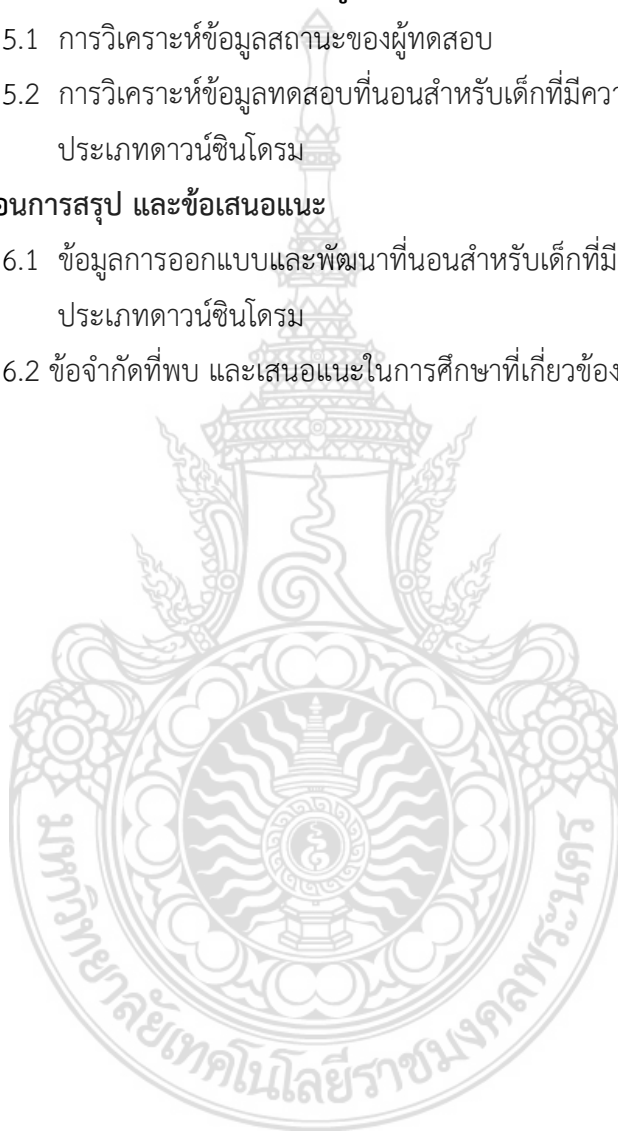 5.1 การวิเคราะห์ข้อมูลสถานะของผู้ทดสอบ
5.2 การวิเคราะห์ข้อมูลทดสอบที่นอนสำหรับเด็กที่มีควา
ประเภทดาวน์ซินโดรม
อนการสรุป และข้อเสนอแนะ
6.1 ข้อมูลการออกแบบและพัฒนาที่นอนสำหรับเด็กที่มี
ประเภทดาวน์ซินโดรม
6.2 ข้อจำกัดที่พบ และเสนอแนะในการศึกษาที่เกี่ยวข้อง
มหาวิทยาลัยเทคโนโลยีราชมงคลพระนคร